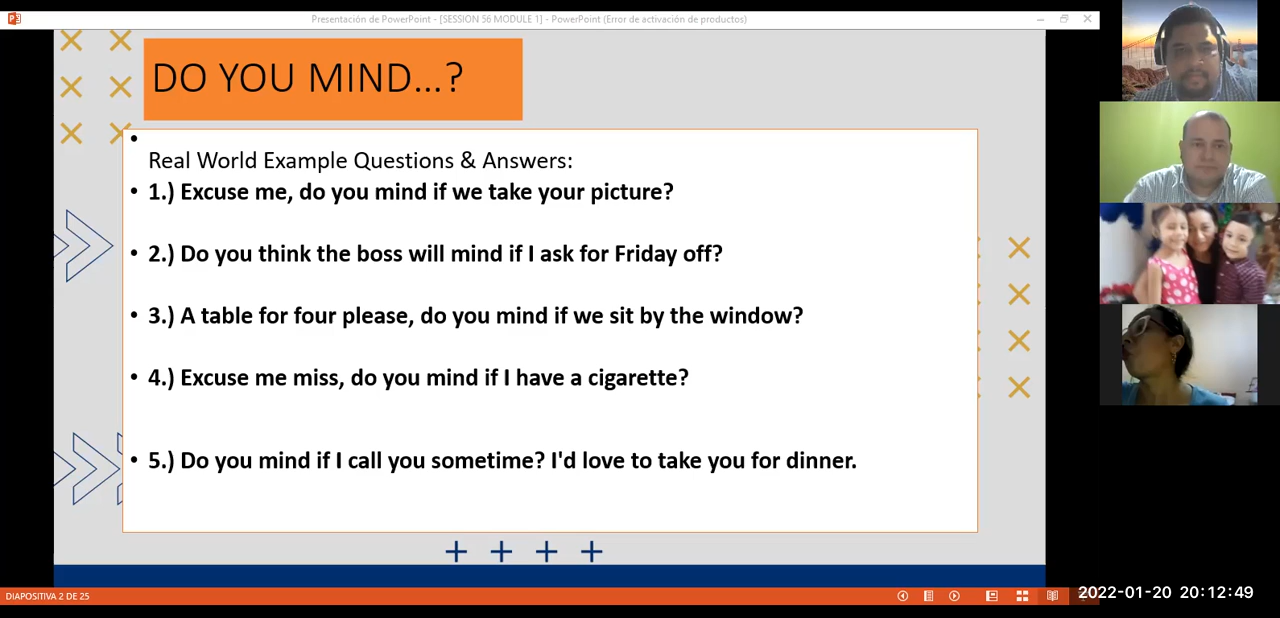 Presentación de PowerPoint - [SESSION 56 MODULE 1] - PowerPoint (Error de activación de productos)
DO YOU MIND...?
•
Real World Example Questions & Answers:
• 1.) Excuse me, do you mind if we take your picture?
• 2.) Do you think the boss will mind if I ask for Friday off?
• 3.) A table for four please, do you mind if we sit by the window?
• 4.) Excuse me miss, do you mind if I have a cigarette?
• 5.) Do you mind if I call you sometime? I'd love to take you for dinner.
DIAPOSITIVA 2 DE 25
2022-01-20 20:12:49